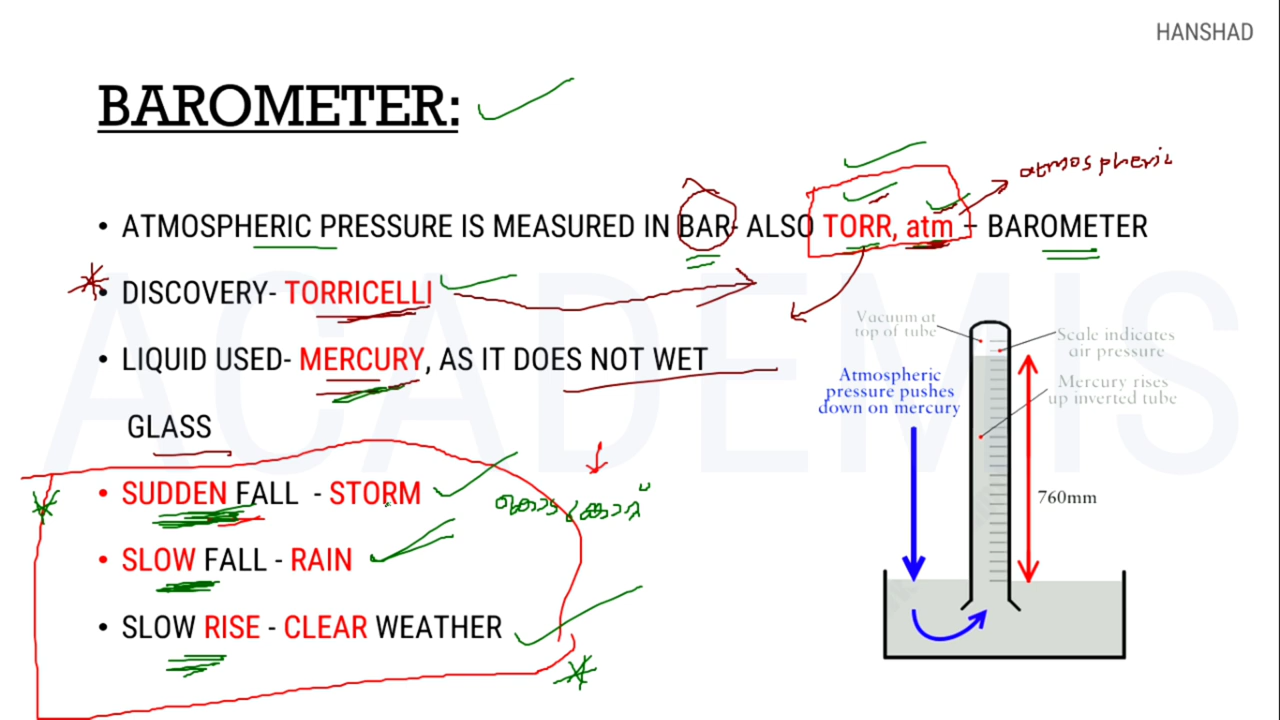 HANSHAD
BAROMETER:
atmospheric
• ATMOSPHERIC PRESSURE IS MEASURED IN BAR- ALSO TORR, atm – BAROMETER
• DISCOVERY- TORRICELLI
• LIQUID USED- MERCURY, AS IT DOES NOT WET
GLASS
• SUDDEN FALL - STORM
• SLOW FALL - RAIN
• SLOW RISE - CLEAR WEATHER
Vacuum at
top of tube
Scale indicates
air pressure
Atmospheric
pressure pushes
down on mercury
Mercury rises
up inverted tube
760mm
ACADEMIS